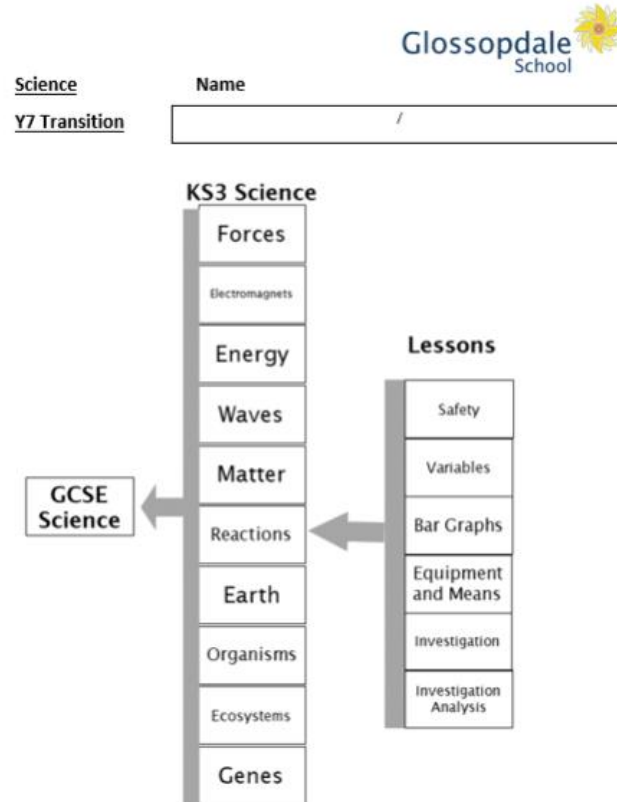 Glossopdale
School
Science
Name
Y7 Transition
/
KS3 Science
Forces
Electromagnets
Energy
Waves
Matter
Reactions
Earth
Organisms
Ecosystems
Genes
GCSE
Science
Lessons
Safety
Variables
Bar Graphs
Equipment
and Means
Investigation
Investigation
Analysis